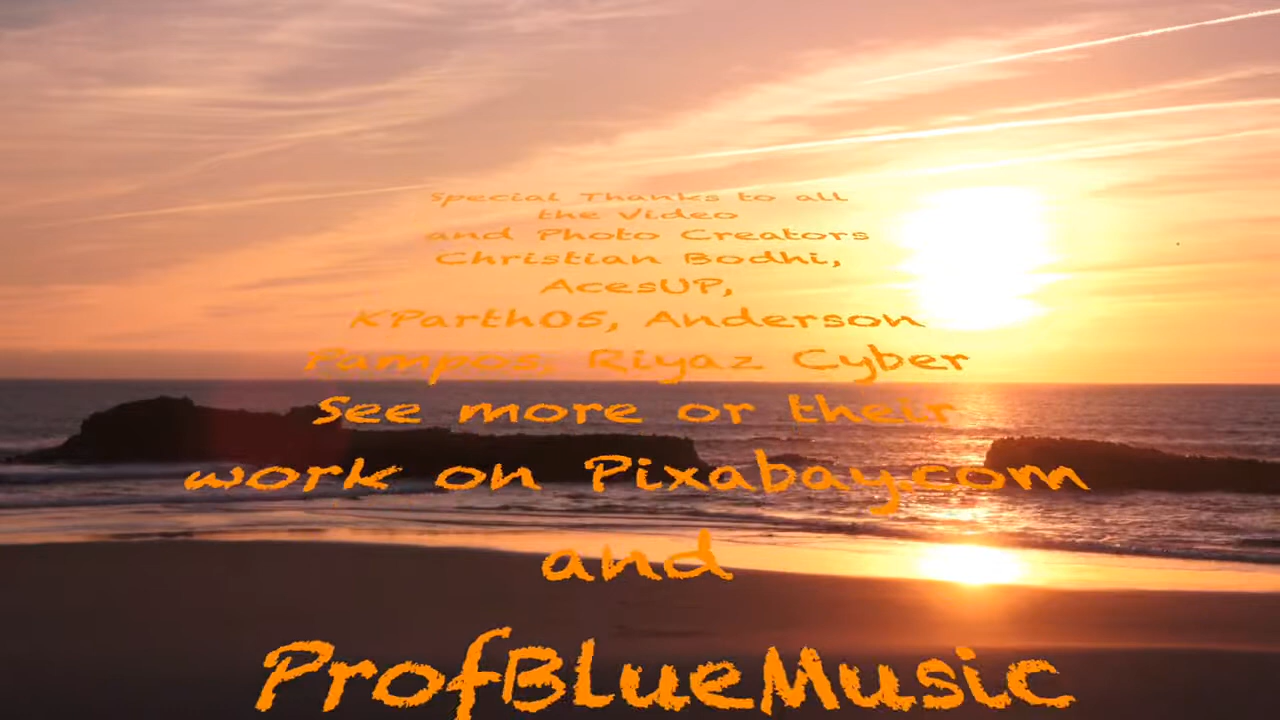 Special Thanks to all
the Video
and Photo Creators
Christian Bodhi,
AcesUP,
KParth05, Anderson
Pampos, Riyaz Cyber
See more or their
work on Pixabay.com
and
ProfBlueMusic